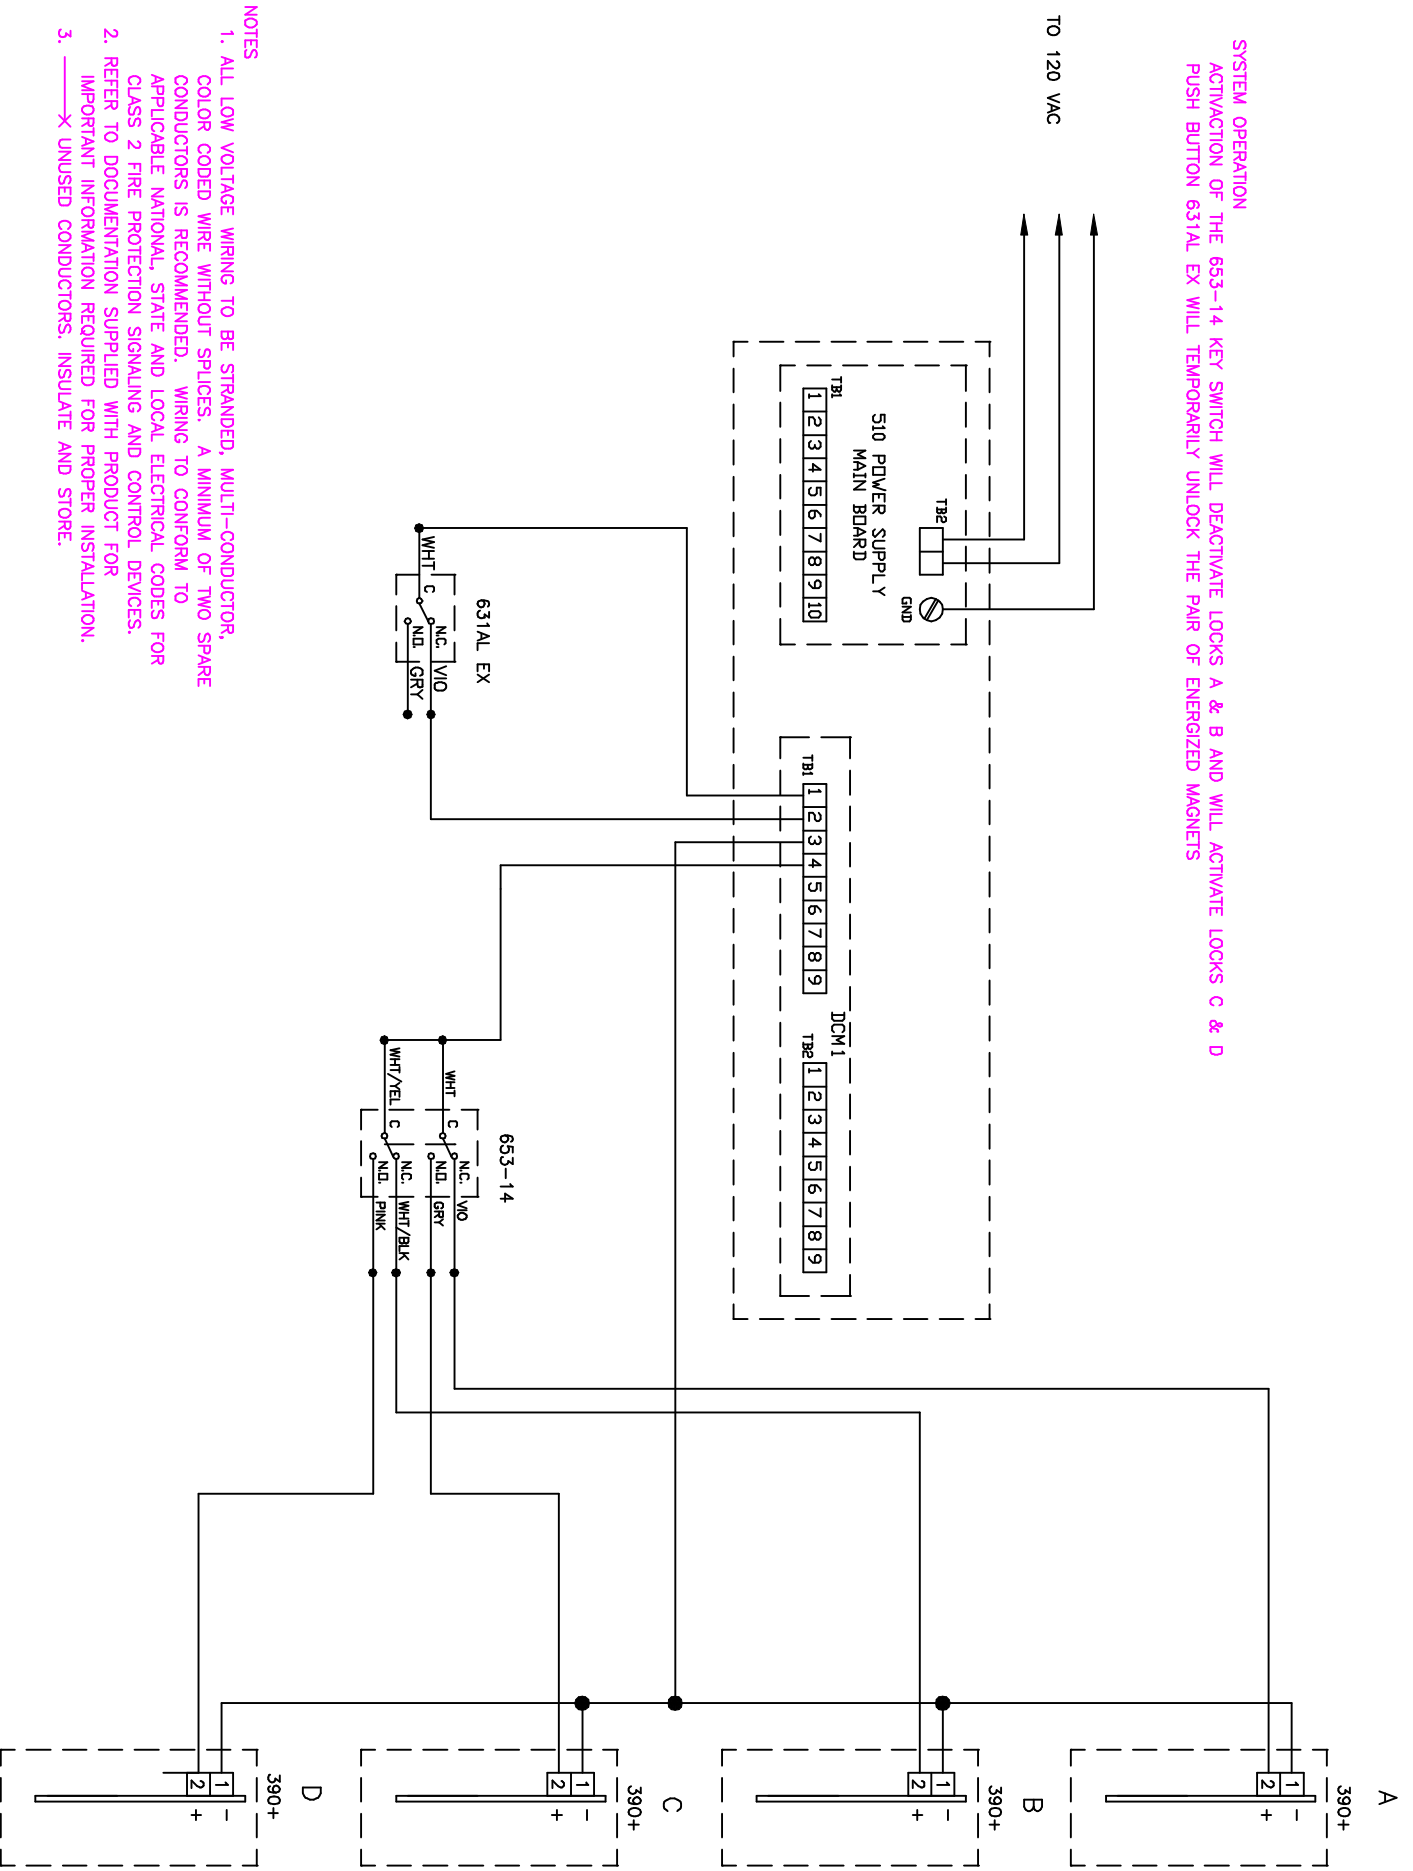 SYSTEM OPERATION
ACTIVACTION OF THE 653-14 KEY SWITCH WILL DEACTIVATE LOCKS A & B AND WILL ACTIVATE LOCKS C & D
PUSH BUTTON 631AL EX WILL TEMPORARILY UNLOCK THE PAIR OF ENERGIZED MAGNETS
TO 120 VAC
TB2
GND
510 POWER SUPPLY
MAIN BOARD
TB1
1 2 3 4 5 6 7 8 9 10
DCM1
TB1
1 2 3 4 5 6 7 8 9
TB2
1 2 3 4 5 6 7 8 9
631AL EX
WHT
C
N.C.
N.O.
VIO
GRY
653-14
WHT
C
N.C.
N.O.
VIO
GRY
WHT/YEL
C
N.C.
N.O.
WHT/BLK
PINK
A
390+
1 -
2 +
B
390+
1 -
2 +
C
390+
1 -
2 +
D
390+
1 -
2 +
NOTES
1. ALL LOW VOLTAGE WIRING TO BE STRANDED, MULTI-CONDUCTOR,
COLOR CODED WIRE WITHOUT SPLICES. A MINIMUM OF TWO SPARE
CONDUCTORS IS RECOMMENDED. WIRING TO CONFORM TO
APPLICABLE NATIONAL, STATE AND LOCAL ELECTRICAL CODES FOR
CLASS 2 FIRE PROTECTION SIGNALING AND CONTROL DEVICES.
2. REFER TO DOCUMENTATION SUPPLIED WITH PRODUCT FOR
IMPORTANT INFORMATION REQUIRED FOR PROPER INSTALLATION.
3. ———X UNUSED CONDUCTORS. INSULATE AND STORE.